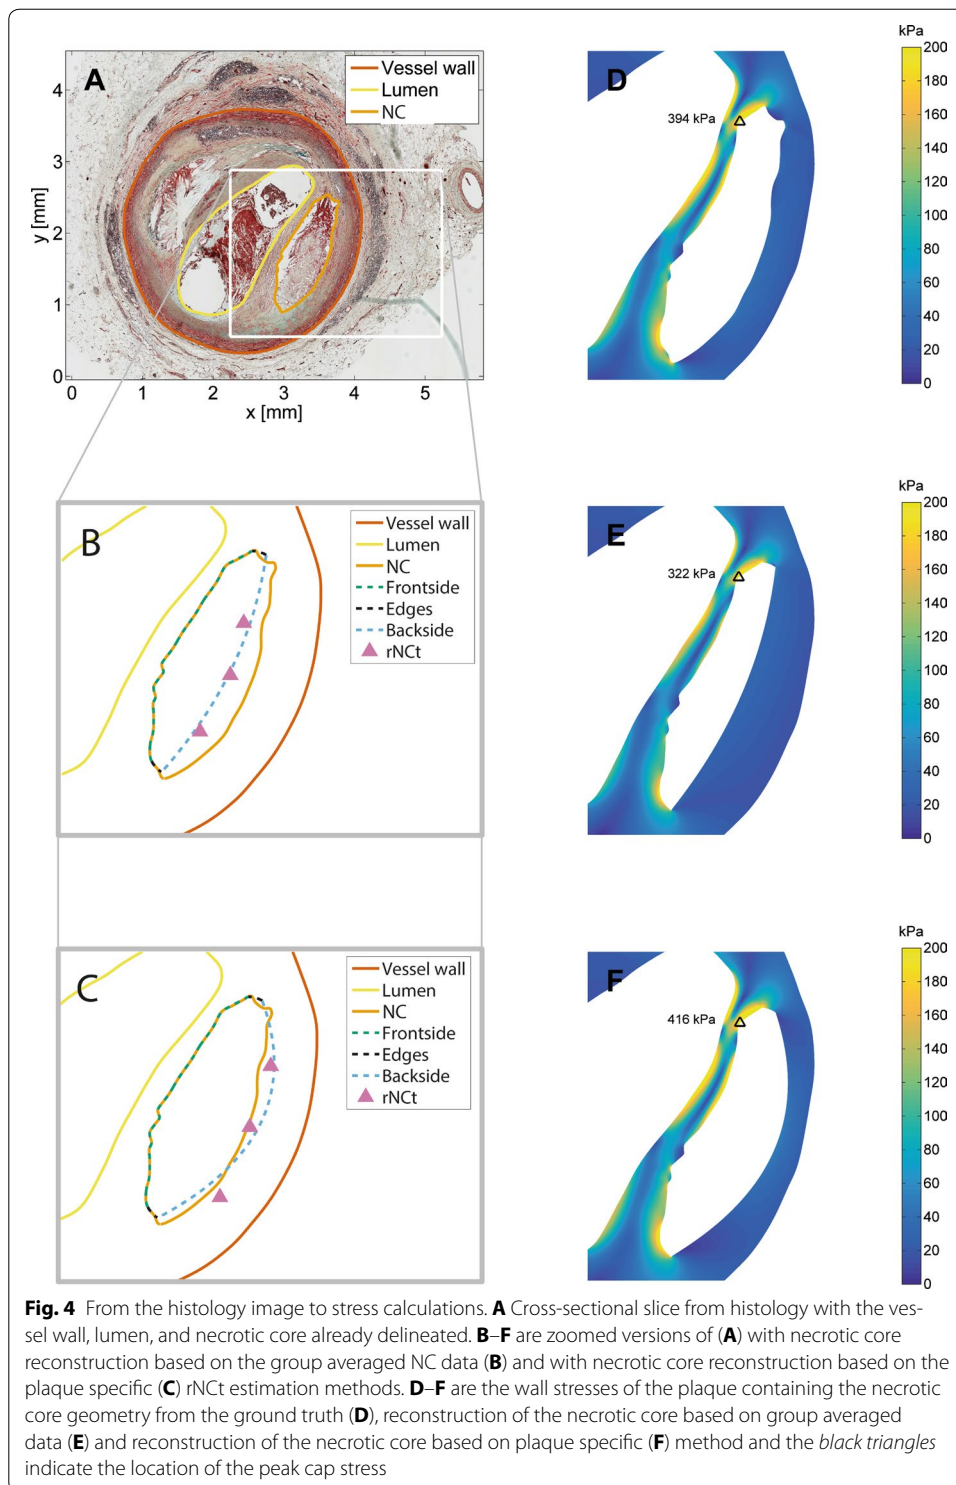 A
Vessel wall
Lumen
NC
4
3
2
1
0
y [mm]
0 1 2 3 4 5
x [mm]
D
394 kPa
kPa
200
180
160
140
120
100
80
60
40
20
0
B
Vessel wall
Lumen
NC
Frontside
Edges
Backside
rNCt
E
322 kPa
kPa
200
180
160
140
120
100
80
60
40
20
0
C
Vessel wall
Lumen
NC
Frontside
Edges
Backside
rNCt
F
416 kPa
kPa
200
180
160
140
120
100
80
60
40
20
0
Fig. 4 From the histology image to stress calculations. A Cross-sectional slice from histology with the ves-
sel wall, lumen, and necrotic core already delineated. B–F are zoomed versions of (A) with necrotic core
reconstruction based on the group averaged NC data (B) and with necrotic core reconstruction based on the
plaque specific (C) rNCt estimation methods. D–F are the wall stresses of the plaque containing the necrotic
core geometry from the ground truth (D), reconstruction of the necrotic core based on group averaged
data (E) and reconstruction of the necrotic core based on plaque specific (F) method and the black triangles
indicate the location of the peak cap stress